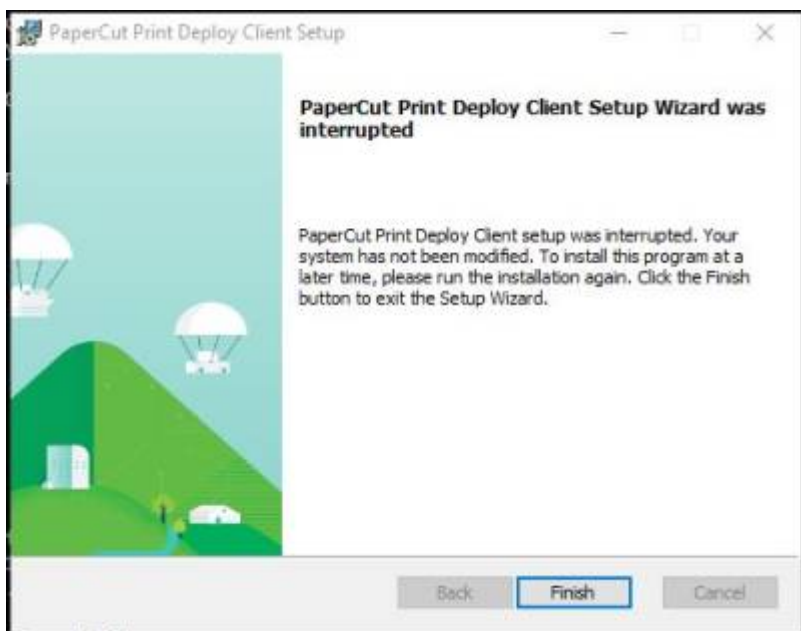 PaperCut Print Deploy Client Setup
PaperCut Print Deploy Client Setup Wizard was
interrupted
PaperCut Print Deploy Client setup was interrupted. Your
system has not been modified. To install this program at a
later time, please run the installation again. Click the Finish
button to exit the Setup Wizard.
Back Finish Cancel